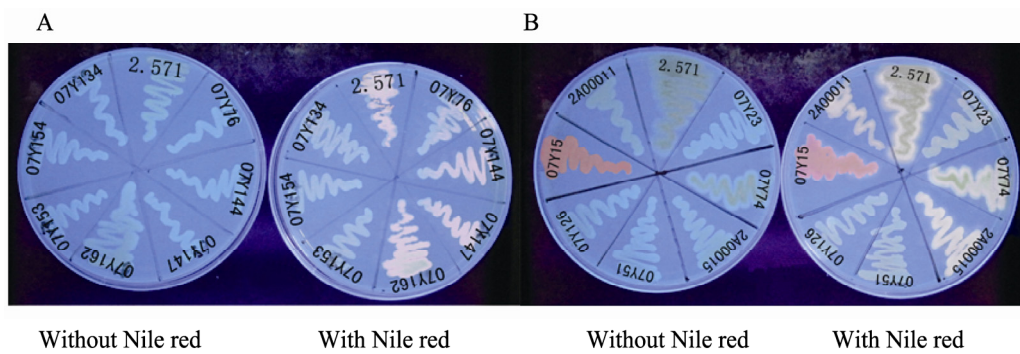 A
B
2.571
07Y76
07Y144
07Y147
07Y162
07Y153
07Y154
07Y134
2.571
07Y76
07Y144
07Y147
07Y162
07Y153
07Y154
07Y134
2.571
07Y23
07Y74
2A00015
07Y51
07Y126
07Y15
2A00011
2.571
07Y23
07Y74
2A00015
07Y51
07Y126
07Y15
2A00011
Without Nile red
With Nile red
Without Nile red
With Nile red